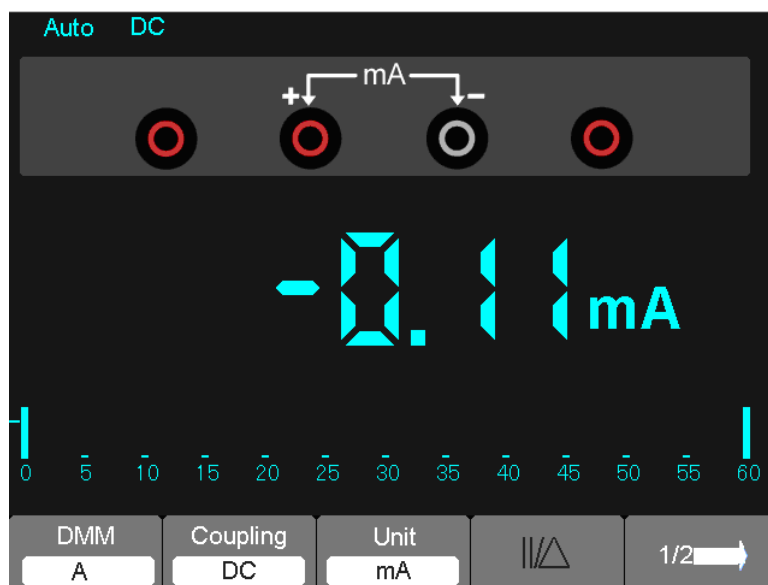 Auto DC
+ mA -
-0.11 mA
0 5 10 15 20 25 30 35 40 45 50 55 60
DMM Coupling Unit ||/△ 1/2
A DC mA